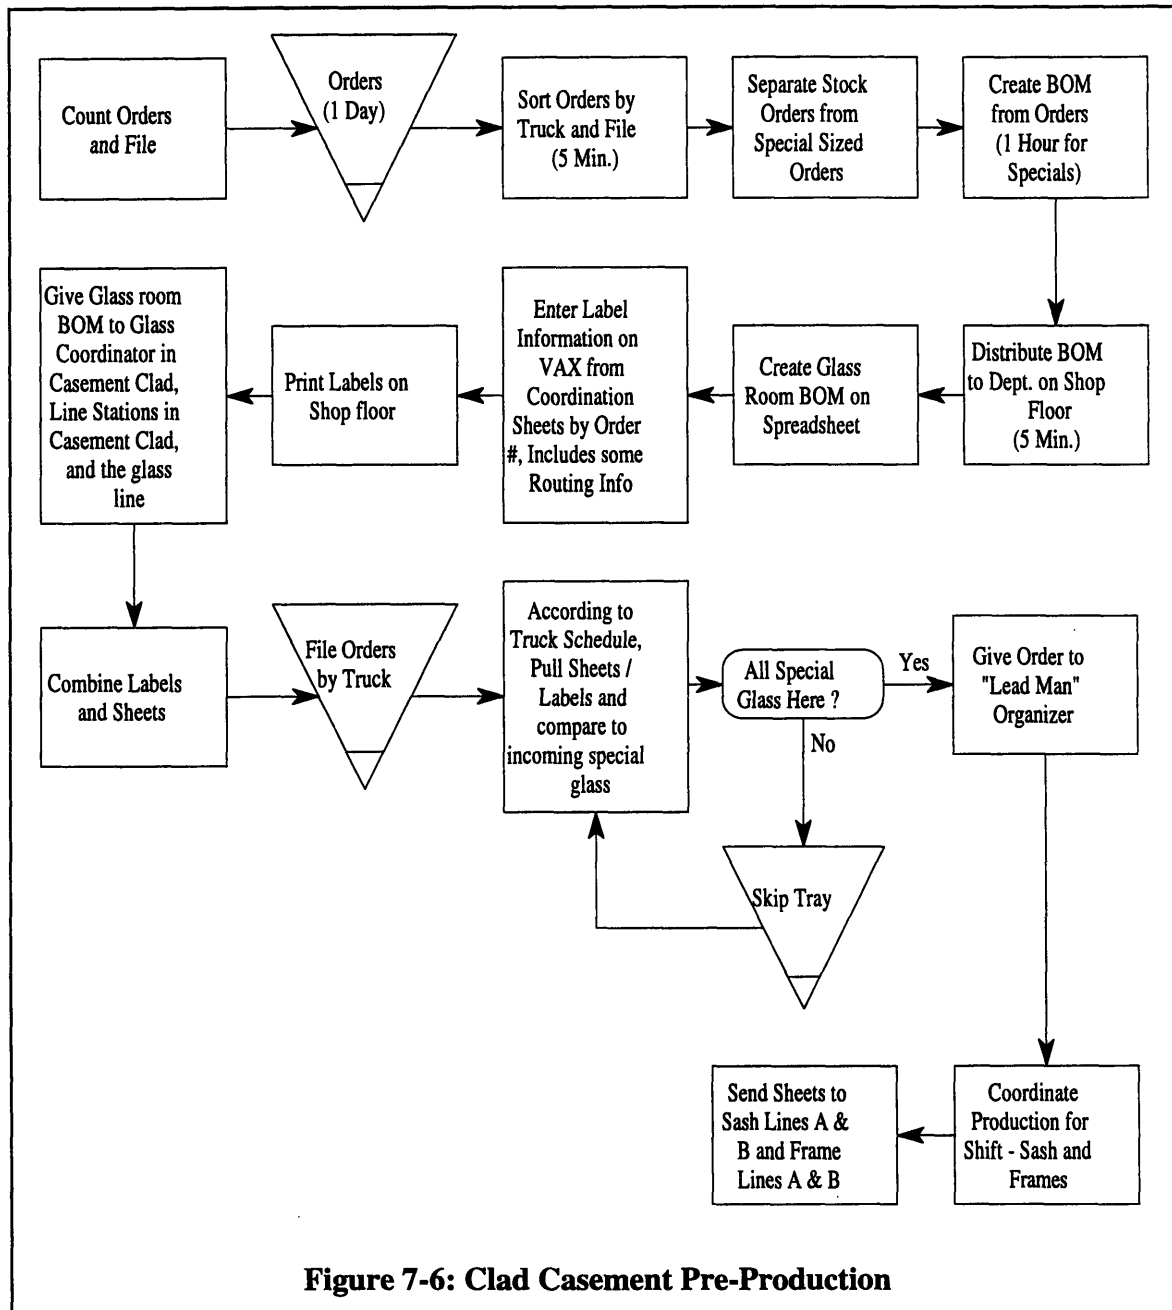 Count Orders
and File
Orders
(1 Day)
Sort Orders by
Truck and File
(5 Min.)
Separate Stock
Orders from
Special Sized
Orders
Create BOM
from Orders
(1 Hour for
Specials)
Give Glass room
BOM to Glass
Coordinator in
Casement Clad,
Line Stations in
Casement Clad,
and the glass
line
Print Labels on
Shop floor
Enter Label
Information on
VAX from
Coordination
Sheets by Order
#, Includes some
Routing Info
Create Glass
Room BOM on
Spreadsheet
Distribute BOM
to Dept. on Shop
Floor
(5 Min.)
Combine Labels
and Sheets
File Orders
by Truck
According to
Truck Schedule,
Pull Sheets /
Labels and
compare to
incoming special
glass
All Special
Glass Here ?
Yes
No
Give Order to
"Lead Man"
Organizer
Skip Tray
Send Sheets to
Sash Lines A &
B and Frame
Lines A & B
Coordinate
Production for
Shift - Sash and
Frames
Figure 7-6: Clad Casement Pre-Production